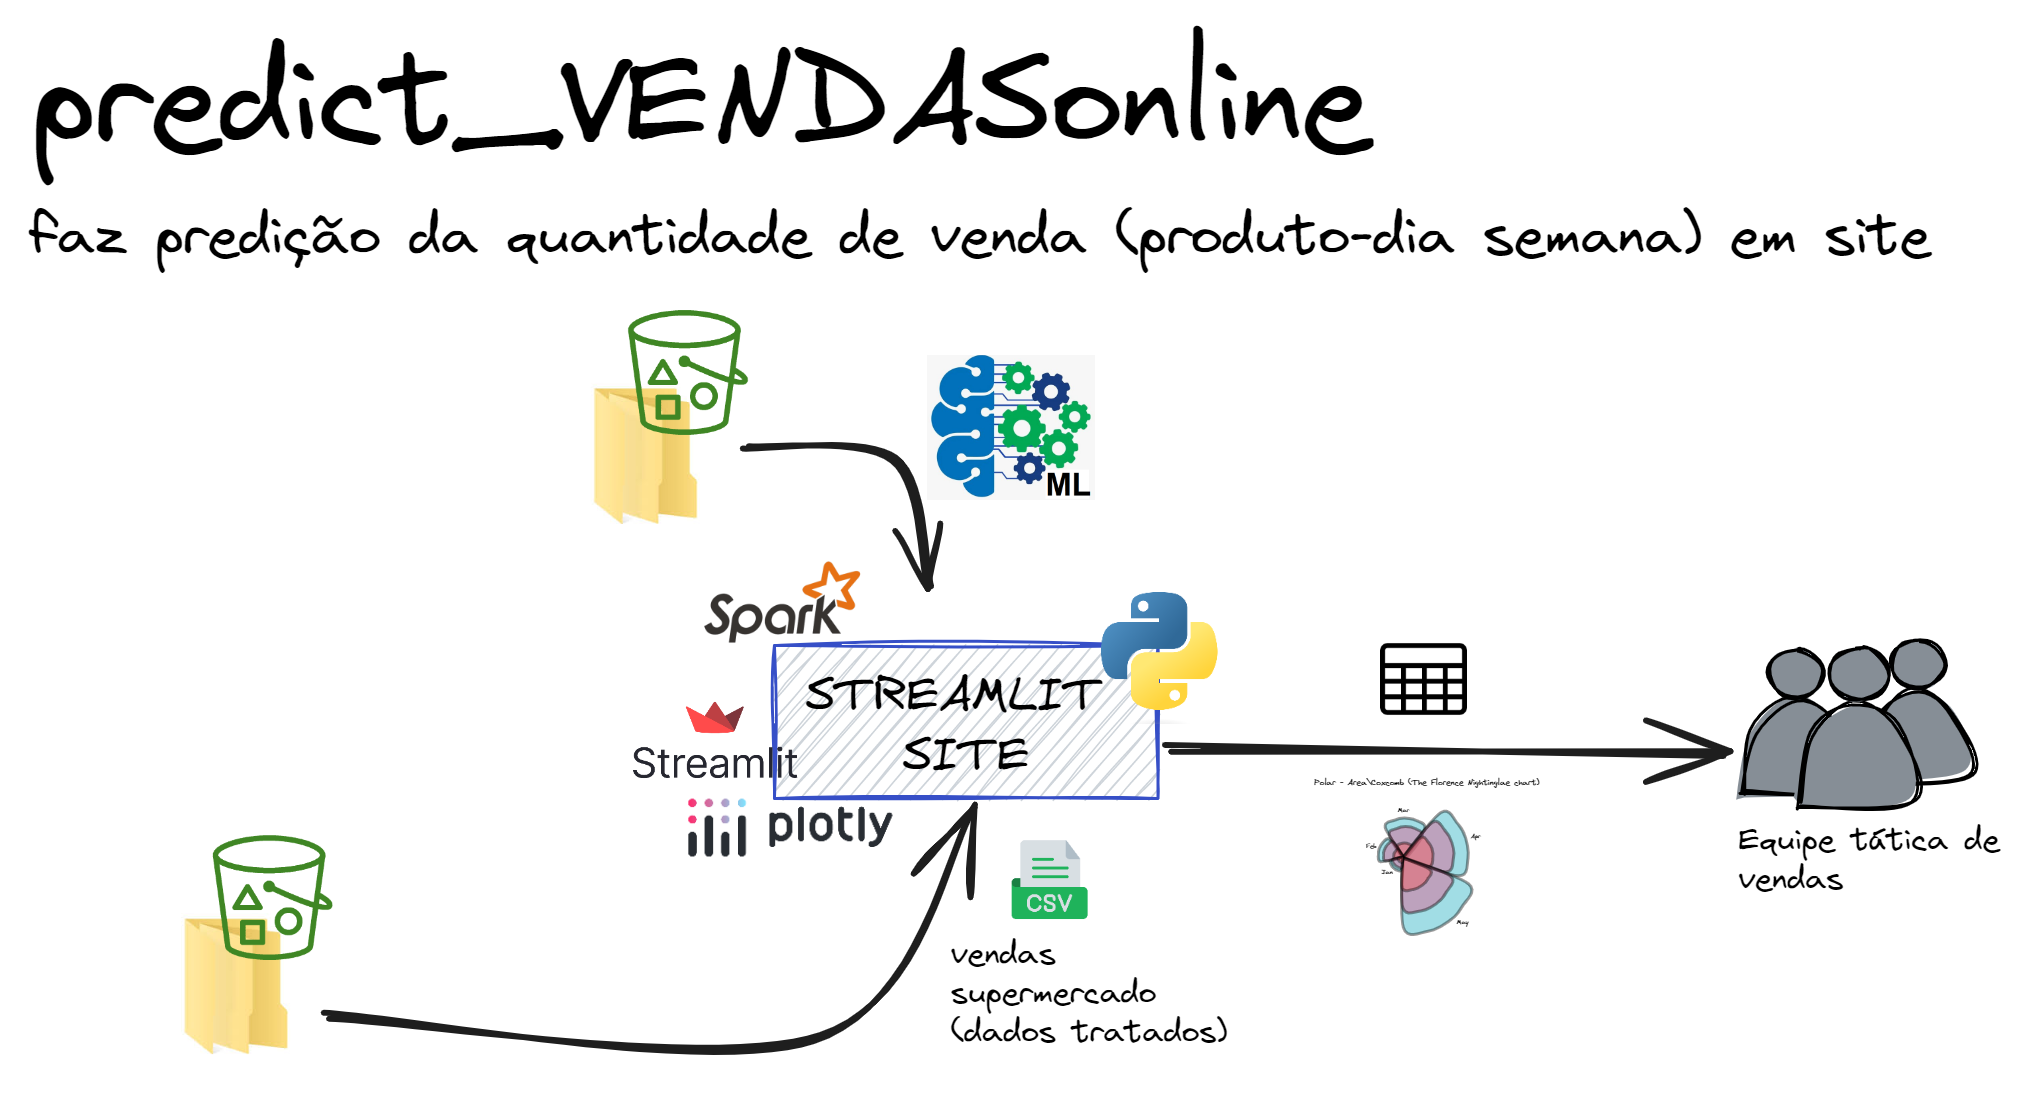 predict_VENDASonline
faz predição da quantidade de venda (produto-dia semana) em site
ML
Spark
STREAMLIT
SITE
Streamlit
plotly
CSV
vendas
supermercado
(dados tratados)
Polar - Area\Coxcomb (The Florence Nightinglae chart)
Mar
Apr
Feb
Jan
May
Equipe tática de
vendas